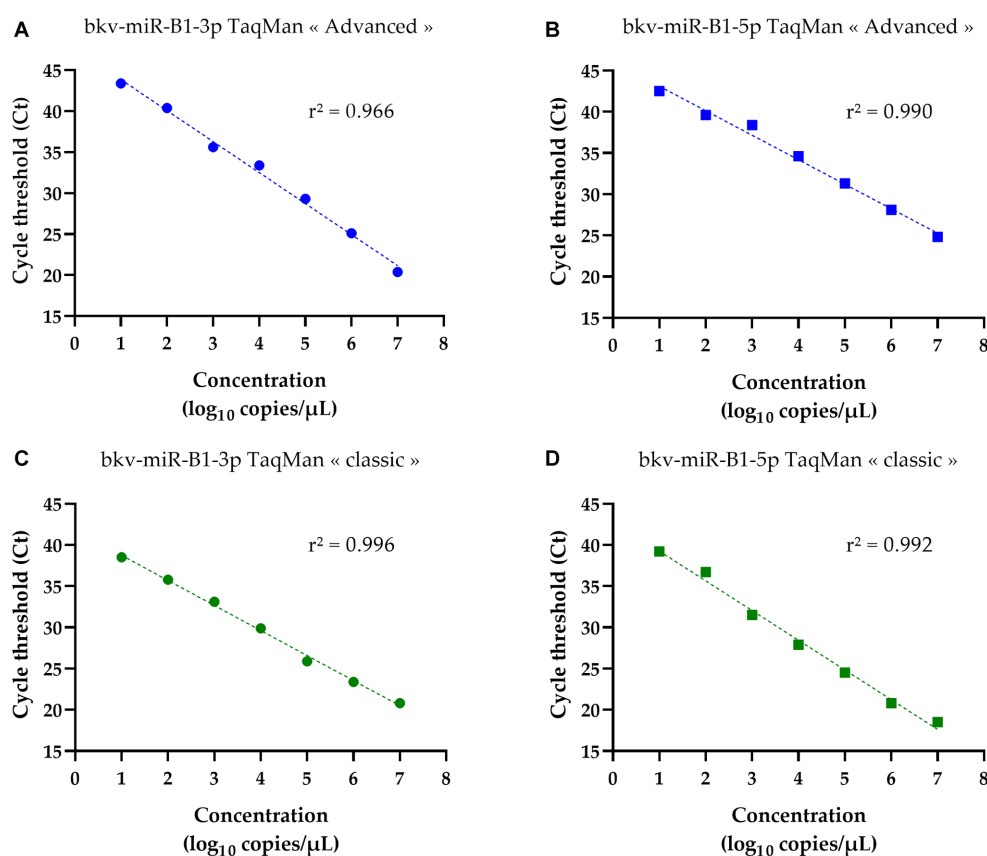 A
bkv-miR-B1-3p TaqMan « Advanced »
Cycle threshold (Ct)
45
40
35
30
25
20
15
r² = 0.966
0 1 2 3 4 5 6 7 8
Concentration
(log₁₀ copies/µL)
B
bkv-miR-B1-5p TaqMan « Advanced »
Cycle threshold (Ct)
45
40
35
30
25
20
15
r² = 0.990
0 1 2 3 4 5 6 7 8
Concentration
(log₁₀ copies/µL)
C
bkv-miR-B1-3p TaqMan « classic »
Cycle threshold (Ct)
45
40
35
30
25
20
15
r² = 0.996
0 1 2 3 4 5 6 7 8
Concentration
(log₁₀ copies/µL)
D
bkv-miR-B1-5p TaqMan « classic »
Cycle threshold (Ct)
45
40
35
30
25
20
15
r² = 0.992
0 1 2 3 4 5 6 7 8
Concentration
(log₁₀ copies/µL)